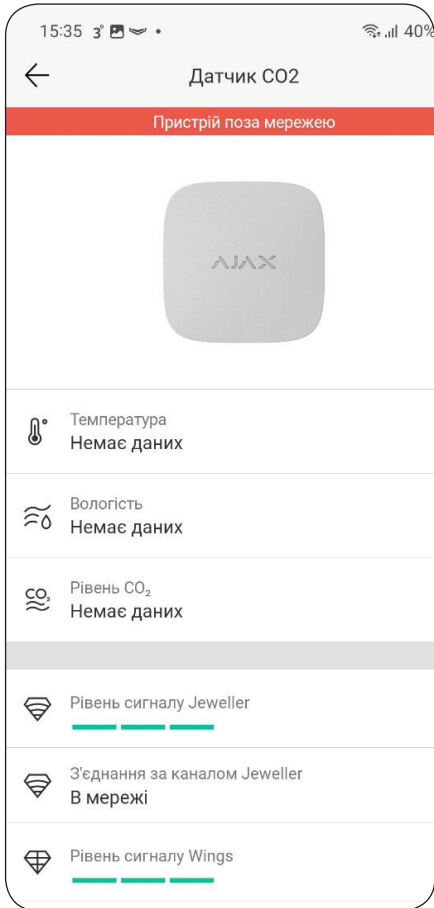 15:35 3° 40%
Датчик CO2
Пристрій поза мережею
AJAX
Температура
Немає даних
Вологість
Немає даних
CO₂
Рівень CO₂
Немає даних
Рівень сигналу Jeweller
З'єднання за каналом Jeweller
В мережі
Рівень сигналу Wings